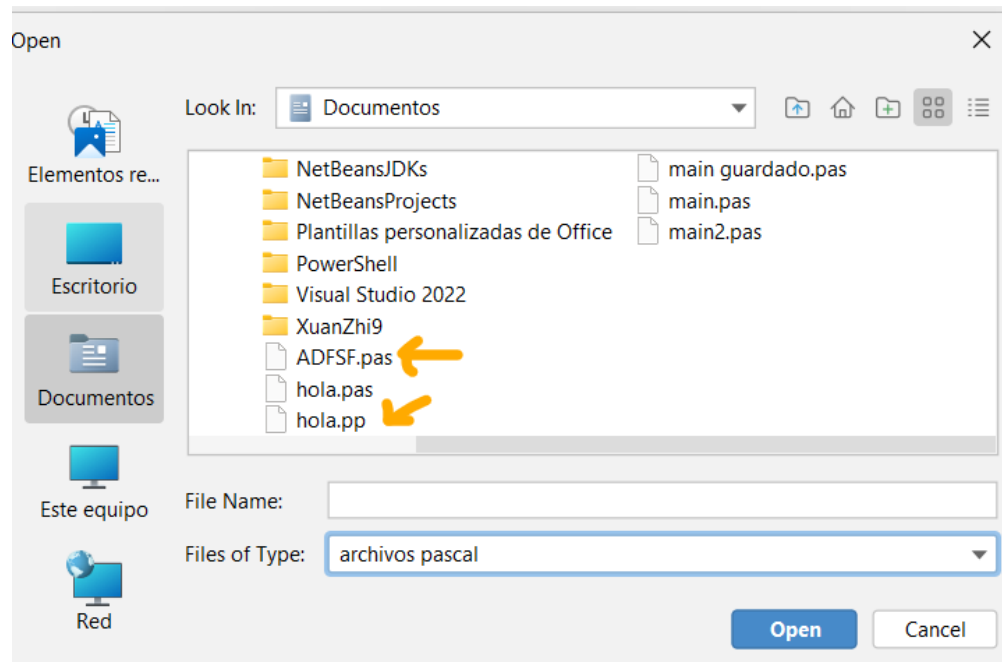 Open
Look In:
Documentos
Elementos re...
Escritorio
Documentos
Este equipo
Red
NetBeansJDKs
NetBeansProjects
Plantillas personalizadas de Office
PowerShell
Visual Studio 2022
XuanZhi9
ADFSF.pas
hola.pas
hola.pp
main guardado.pas
main.pas
main2.pas
File Name:
Files of Type:
archivos pascal
Open
Cancel